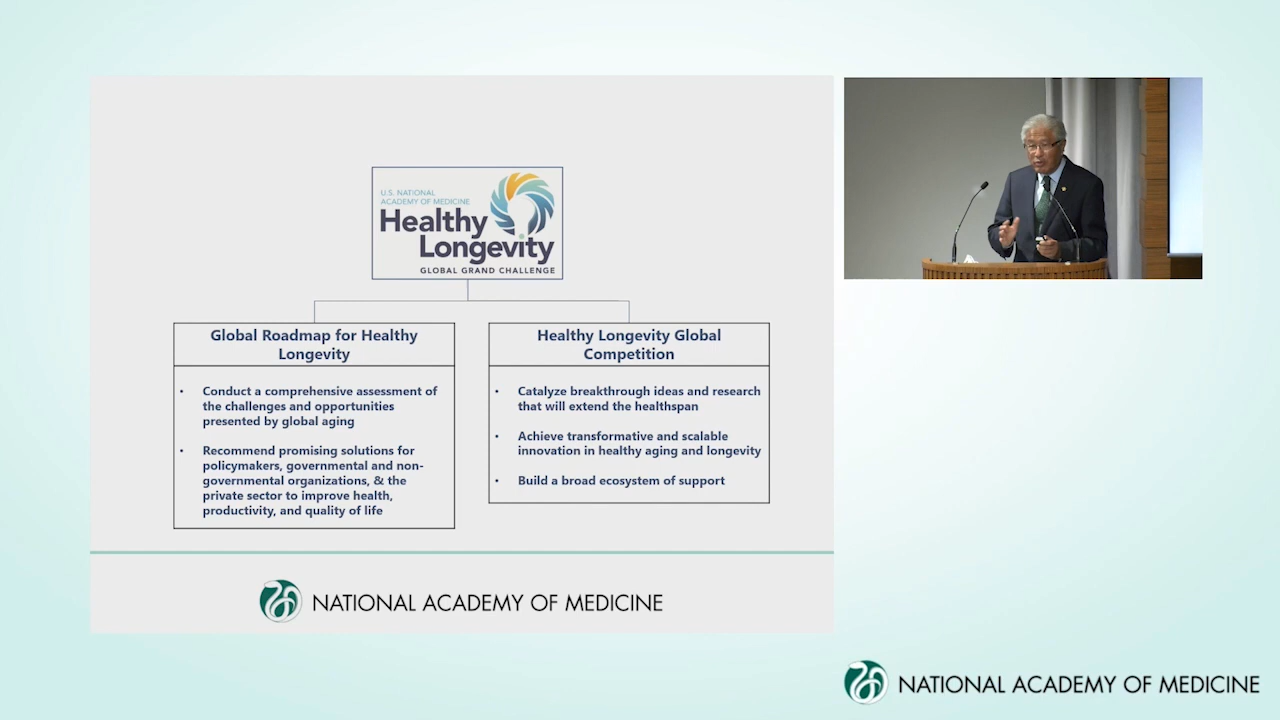 U.S. NATIONAL
ACADEMY OF MEDICINE
Healthy
Longevity
GLOBAL GRAND CHALLENGE
Global Roadmap for Healthy
Longevity
• Conduct a comprehensive assessment of
the challenges and opportunities
presented by global aging
• Recommend promising solutions for
policymakers, governmental and non-
governmental organizations, & the
private sector to improve health,
productivity, and quality of life
Healthy Longevity Global
Competition
• Catalyze breakthrough ideas and research
that will extend the healthspan
• Achieve transformative and scalable
innovation in healthy aging and longevity
• Build a broad ecosystem of support
NATIONAL ACADEMY OF MEDICINE
NATIONAL ACADEMY OF MEDICINE